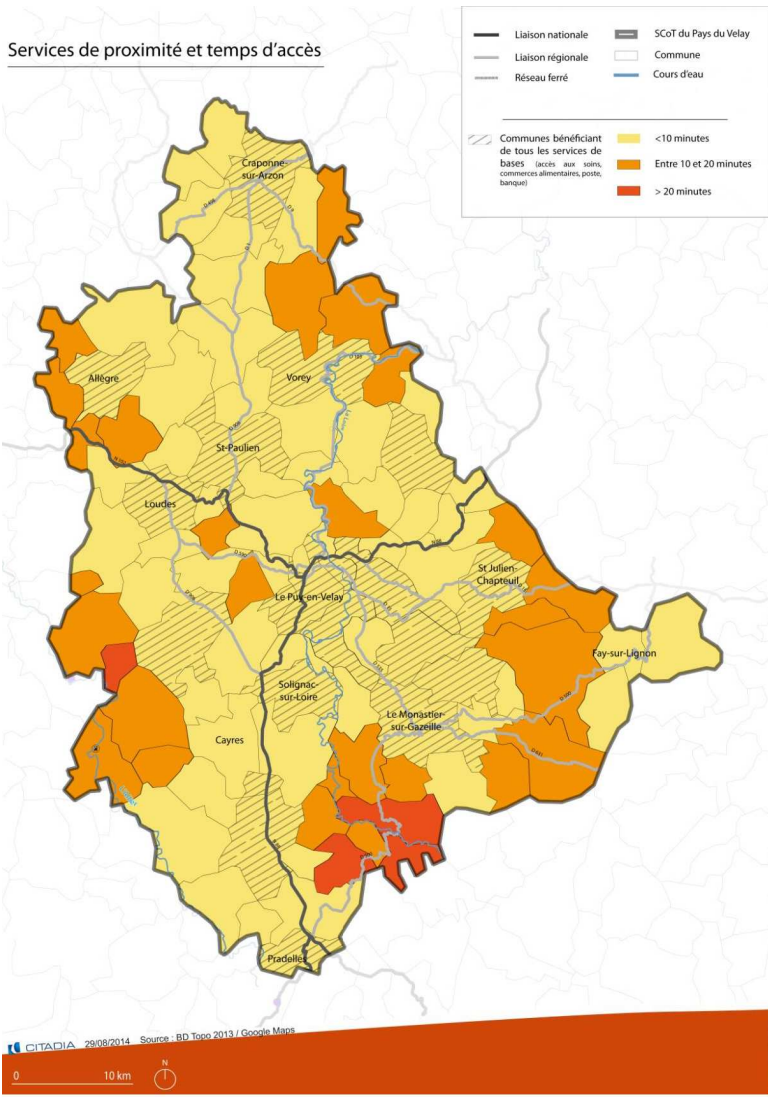 Services de proximité et temps d'accès
Liaison nationale
Liaison régionale
Réseau ferré
SCoT du Pays du Velay
Commune
Cours d'eau
Communes bénéficiant
de tous les services de
bases (accès aux soins,
commerces alimentaires, poste,
banque)
<10 minutes
Entre 10 et 20 minutes
> 20 minutes
Craponne-
sur-Arzon
Allègre
Vorey
St-Paulien
Loudes
St Julien-
Chapteuil
Le Puy-en-Velay
Fay-sur-Lignon
Solignac-
sur-Loire
Le Monastier-
sur-Gazeille
Cayres
Pradelles
CITADIA 29/08/2014 Source : BD Topo 2013 / Google Maps
0 10 km
N